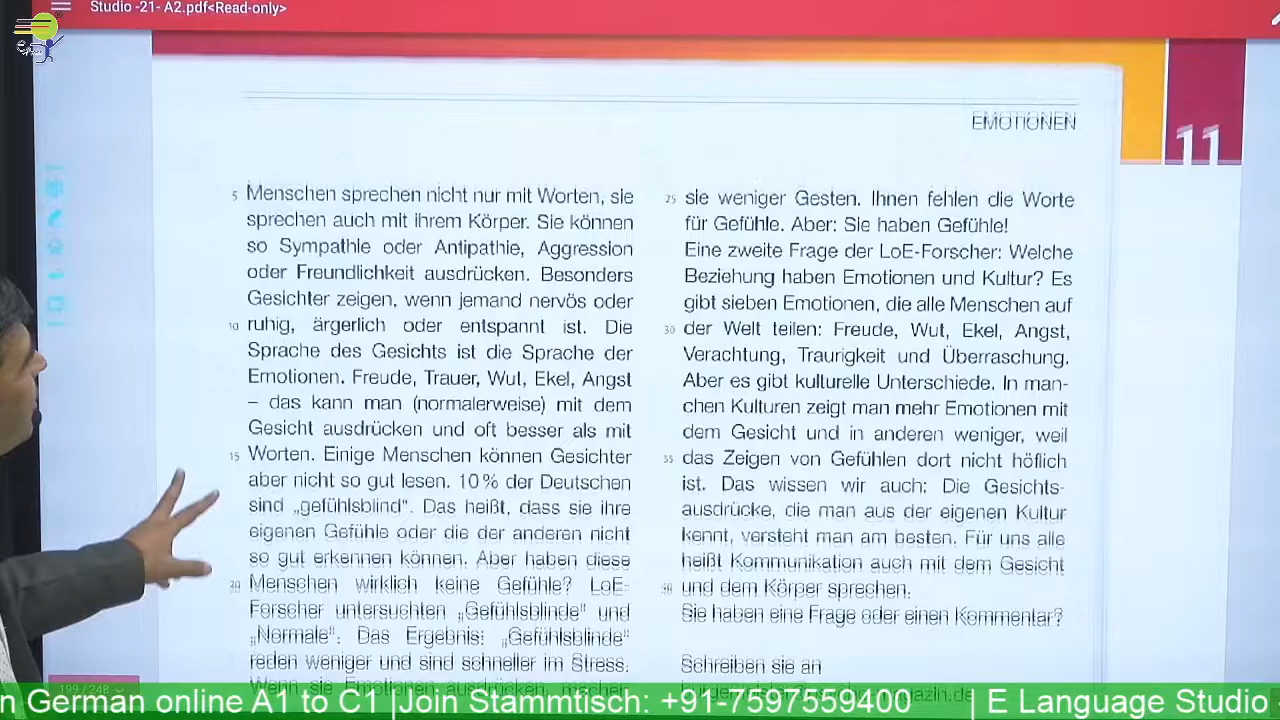 Studio -21- A2.pdf<Read-only>
EMOTIONEN
11
5 Menschen sprechen nicht nur mit Worten, sie
sprechen auch mit ihrem Körper. Sie können
so Sympathie oder Antipathie, Aggression
oder Freundlichkeit ausdrücken. Besonders
Gesichter zeigen, wenn jemand nervös oder
10 ruhig, ärgerlich oder entspannt ist. Die
Sprache des Gesichts ist die Sprache der
Emotionen. Freude, Trauer, Wut, Ekel, Angst
– das kann man (normalerweise) mit dem
Gesicht ausdrücken und oft besser als mit
15 Worten. Einige Menschen können Gesichter
aber nicht so gut lesen. 10 % der Deutschen
sind „gefühlsblind". Das heißt, dass sie ihre
eigenen Gefühle oder die der anderen nicht
so gut erkennen können. Aber haben diese
20 Menschen wirklich keine Gefühle? LoE-
Forscher untersuchten „Gefühlsblinde" und
„Normale". Das Ergebnis: „Gefühlsblinde"
reden weniger und sind schneller im Stress.
Wenn sie Emotionen ausdrücken, machen
25 sie weniger Gesten. Ihnen fehlen die Worte
für Gefühle. Aber: Sie haben Gefühle!
Eine zweite Frage der LoE-Forscher: Welche
Beziehung haben Emotionen und Kultur? Es
gibt sieben Emotionen, die alle Menschen auf
30 der Welt teilen: Freude, Wut, Ekel, Angst,
Verachtung, Traurigkeit und Überraschung.
Aber es gibt kulturelle Unterschiede. In man-
chen Kulturen zeigt man mehr Emotionen mit
dem Gesicht und in anderen weniger, weil
35 das Zeigen von Gefühlen dort nicht höflich
ist. Das wissen wir auch: Die Gesichts-
ausdrücke, die man aus der eigenen Kultur
kennt, versteht man am besten. Für uns alle
heißt Kommunikation auch mit dem Gesicht
40 und dem Körper sprechen.
Sie haben eine Frage oder einen Kommentar?
Schreiben sie an
199 / 248
n German online A1 to C1 |Join Stammtisch: +91-7597559400 | E Language Studio